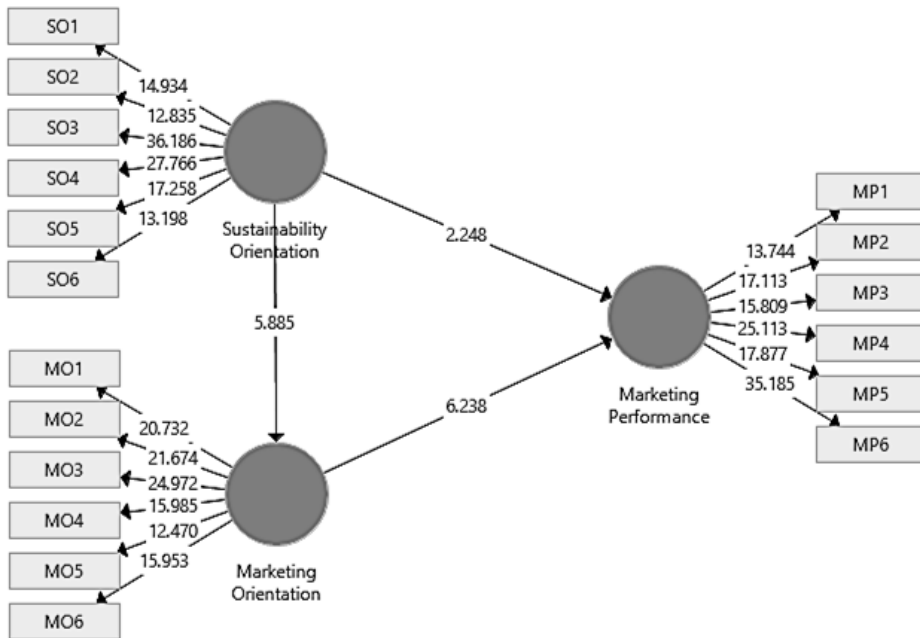 SO1
SO2
SO3
SO4
SO5
SO6
14.934
12.835
36.186
27.766
17.258
13.198
Sustainability
Orientation
2.248
5.885
6.238
MO1
MO2
MO3
MO4
MO5
MO6
20.732
21.674
24.972
15.985
12.470
15.953
Marketing
Orientation
Marketing
Performance
13.744
17.113
15.809
25.113
17.877
35.185
MP1
MP2
MP3
MP4
MP5
MP6